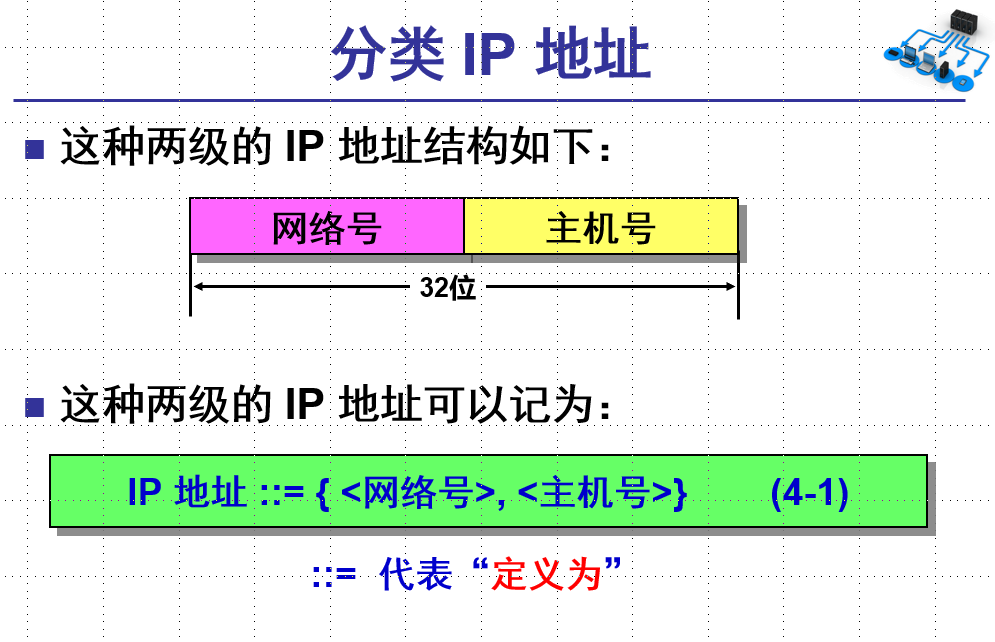 分类 IP 地址
这种两级的 IP 地址结构如下：
网络号 主机号
32位
这种两级的 IP 地址可以记为：
IP 地址 ::= { <网络号>, <主机号>} (4-1)
::= 代表“定义为”